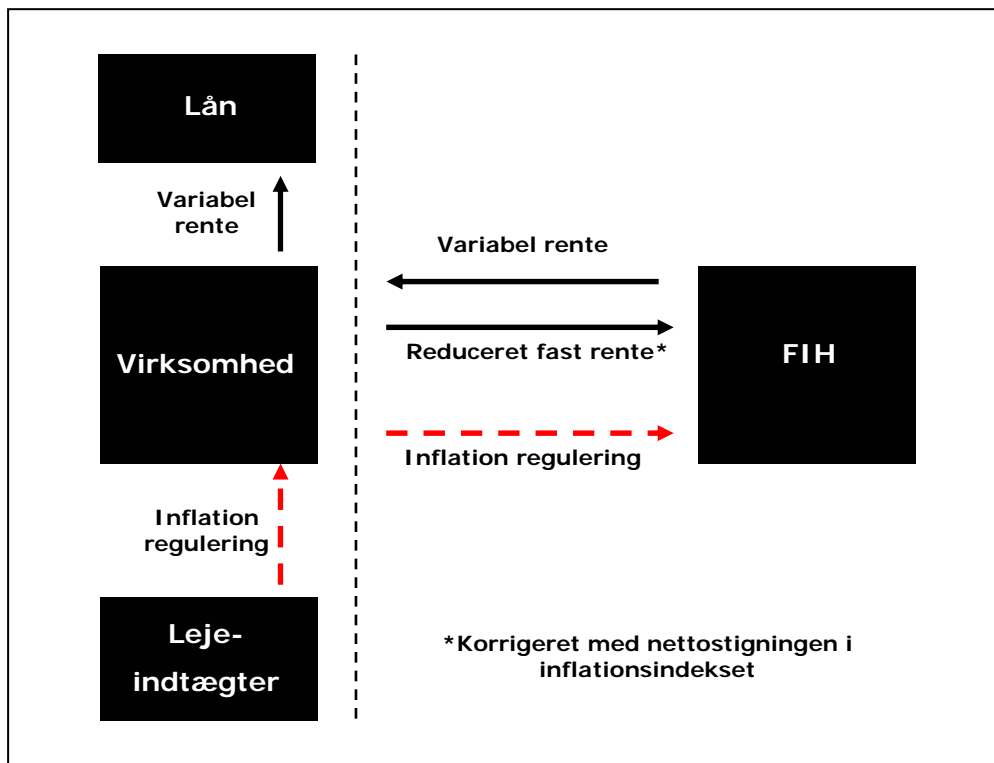 Lån
Variabel
rente
Variabel rente
Virksomhed
Reduceret fast rente*
FIH
Inflation regulering
Inflation
regulering
Leje-
indtægter
*Korrigeret med nettostigningen i
inflationsindekset